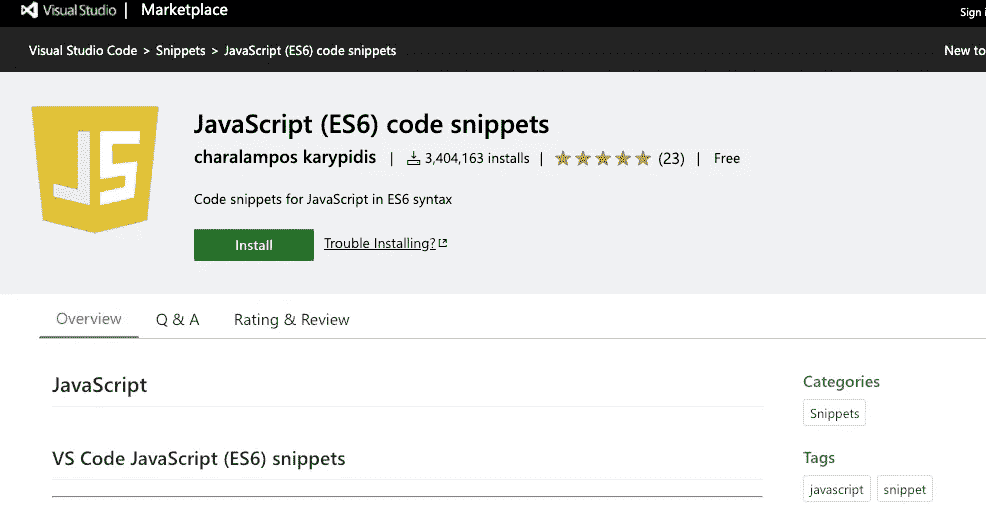 Visual Studio | Marketplace
Sign i
Visual Studio Code > Snippets > JavaScript (ES6) code snippets
New to
JS
JavaScript (ES6) code snippets
charalampos karypidis | 3,404,163 installs | (23) | Free
Code snippets for JavaScript in ES6 syntax
Install Trouble Installing?
Overview Q & A Rating & Review
JavaScript
VS Code JavaScript (ES6) snippets
Categories
Snippets
Tags
javascript snippet